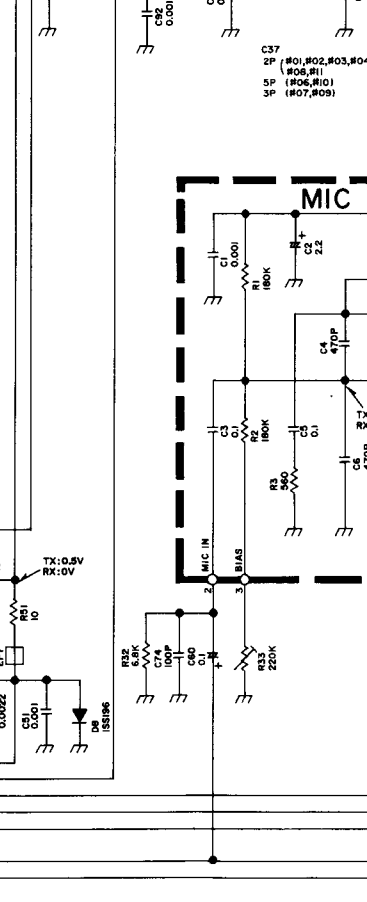 C92
0.001
C37
2P (#01,#02,#03,#04
#08,#11
5P (#06,#10)
3P (#07,#09)
MIC
C1
0.001
R1
180K
C2
2.2
+
C4
470P
C3
0.1
R2
180K
C5
0.1
R3
560
C6
TX
RX
MIC IN
BIAS
2
3
TX:0.5V
RX:0V
R51
10
R32
6.8K
C74
100P
C60
0.1
+
R33
220K
0.0022
C51
0.001
D8
1SS196